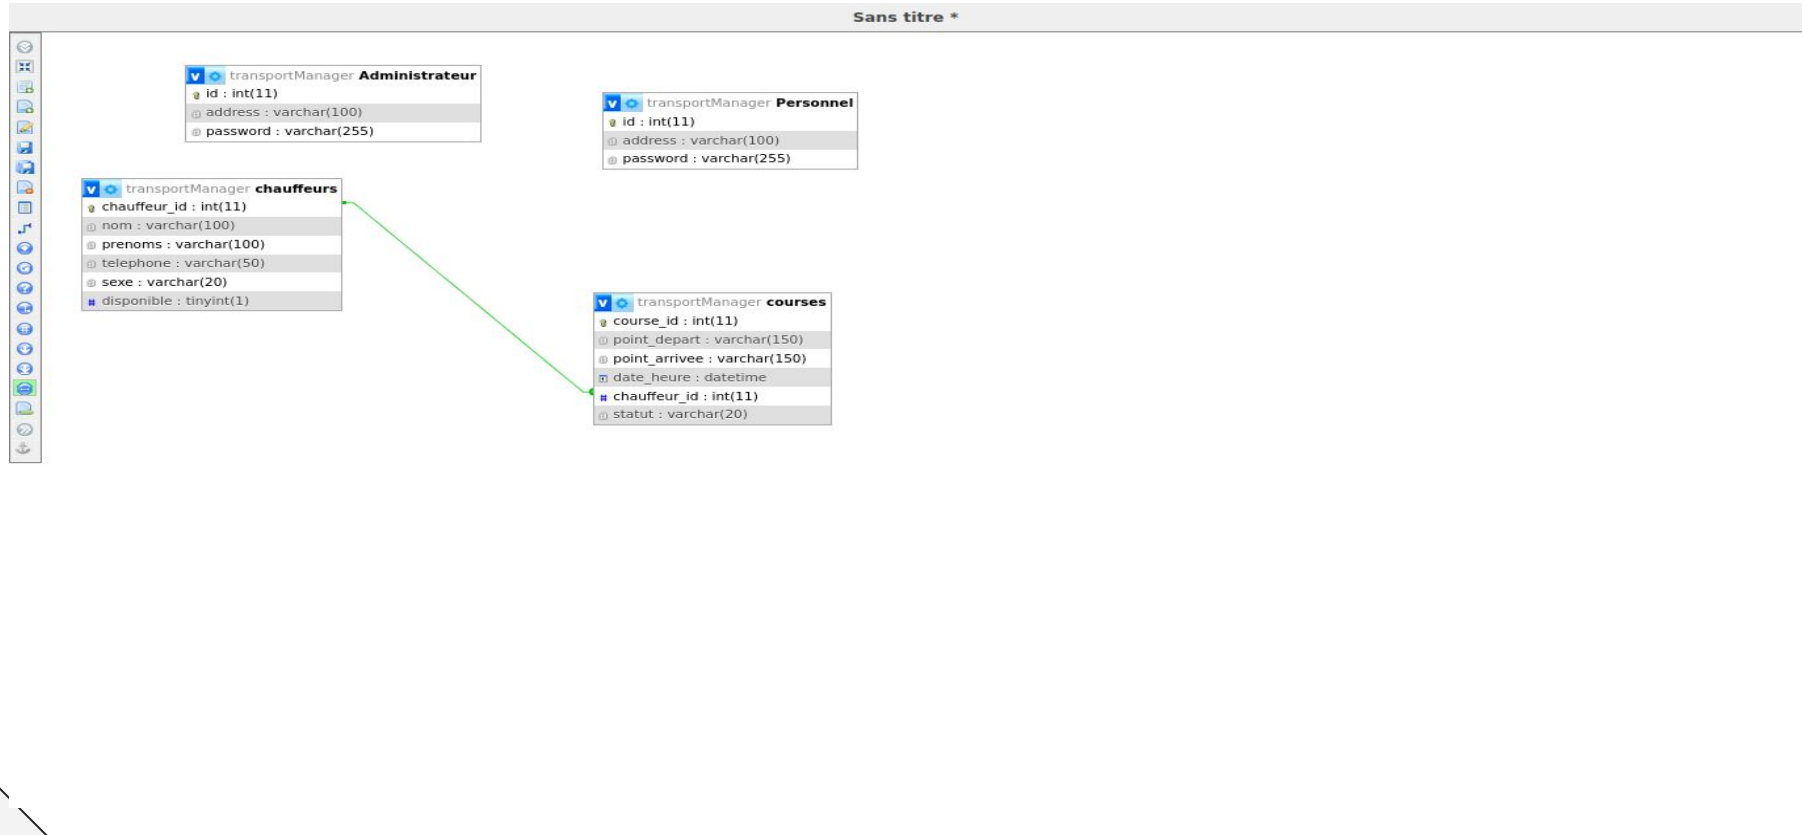 Sans titre *
v transportManager Administrateur
id : int(11)
address : varchar(100)
password : varchar(255)
v transportManager Personnel
id : int(11)
address : varchar(100)
password : varchar(255)
v transportManager chauffeurs
chauffeur_id : int(11)
nom : varchar(100)
prenoms : varchar(100)
telephone : varchar(50)
sexe : varchar(20)
# disponible : tinyint(1)
v transportManager courses
course_id : int(11)
point_depart : varchar(150)
point_arrivee : varchar(150)
date_heure : datetime
# chauffeur_id : int(11)
statut : varchar(20)